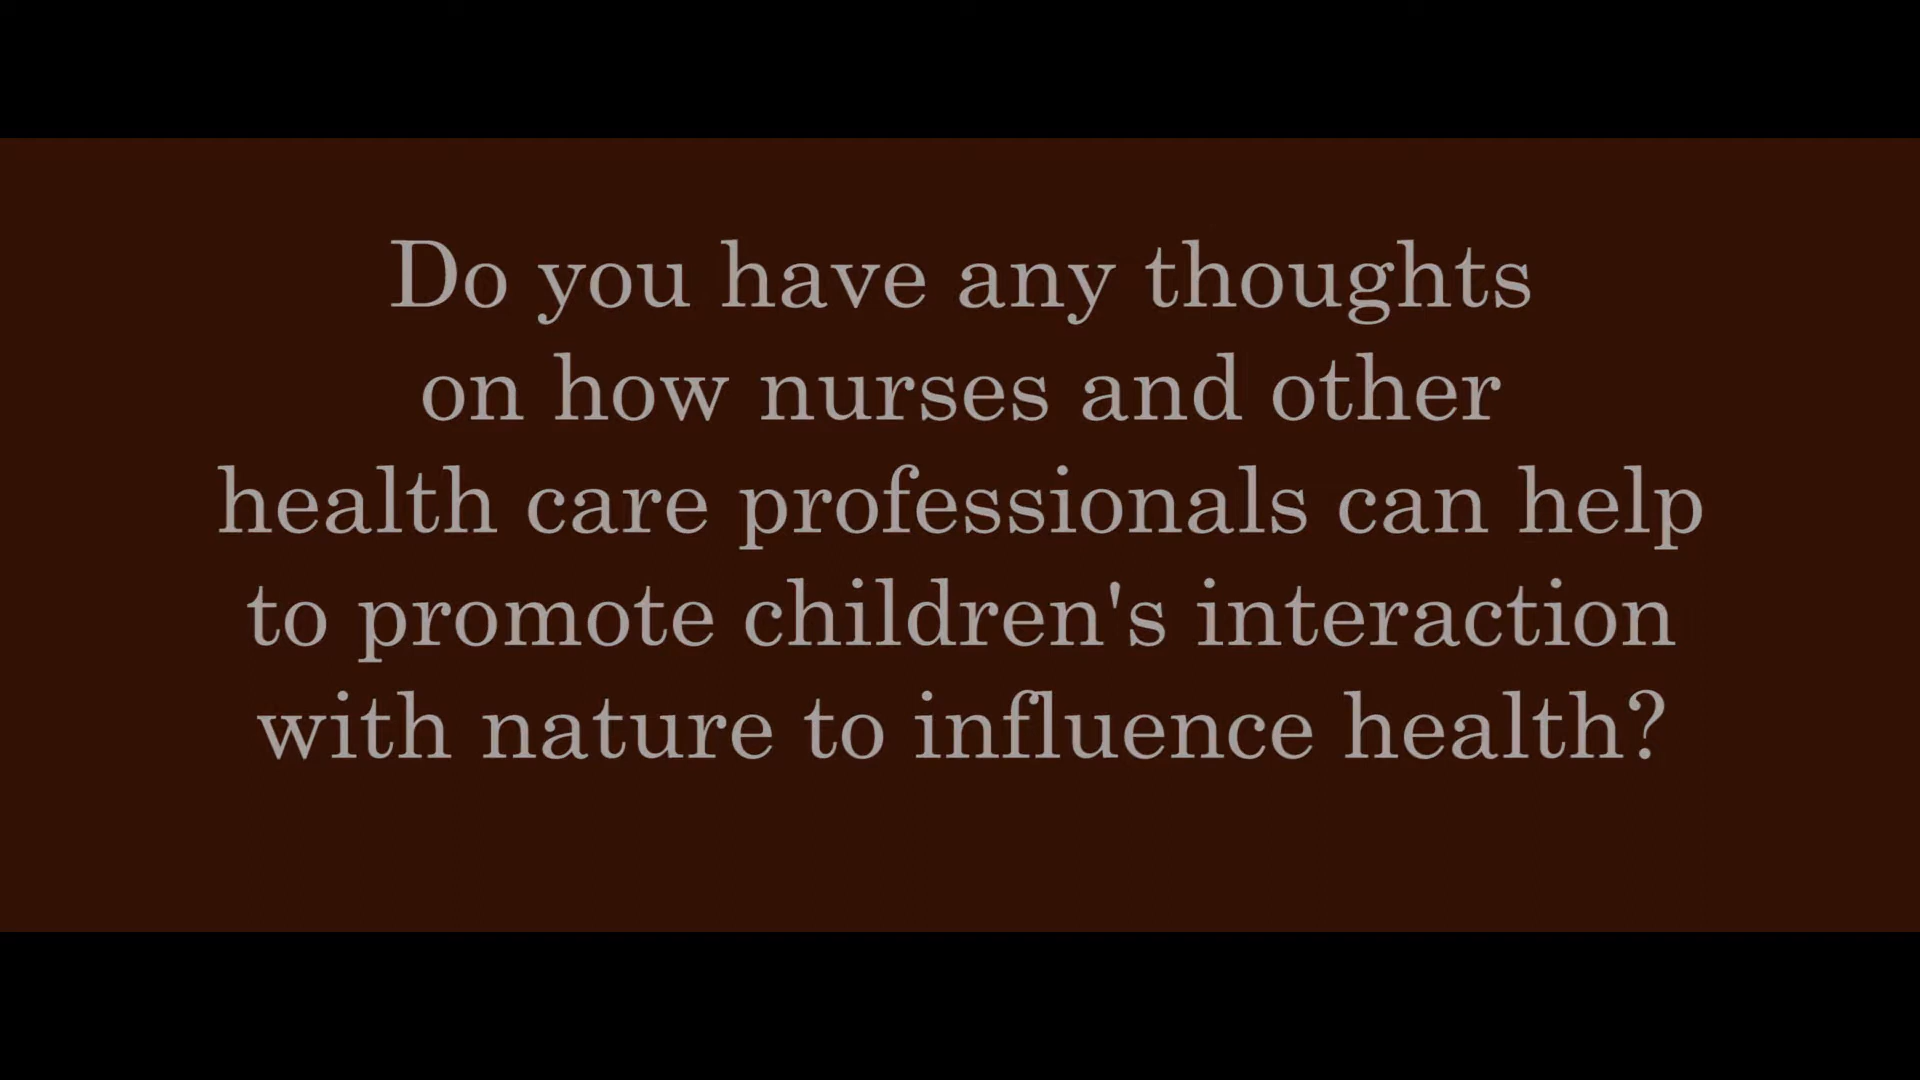 Do you have any thoughts
on how nurses and other
health care professionals can help
to promote children's interaction
with nature to influence health?